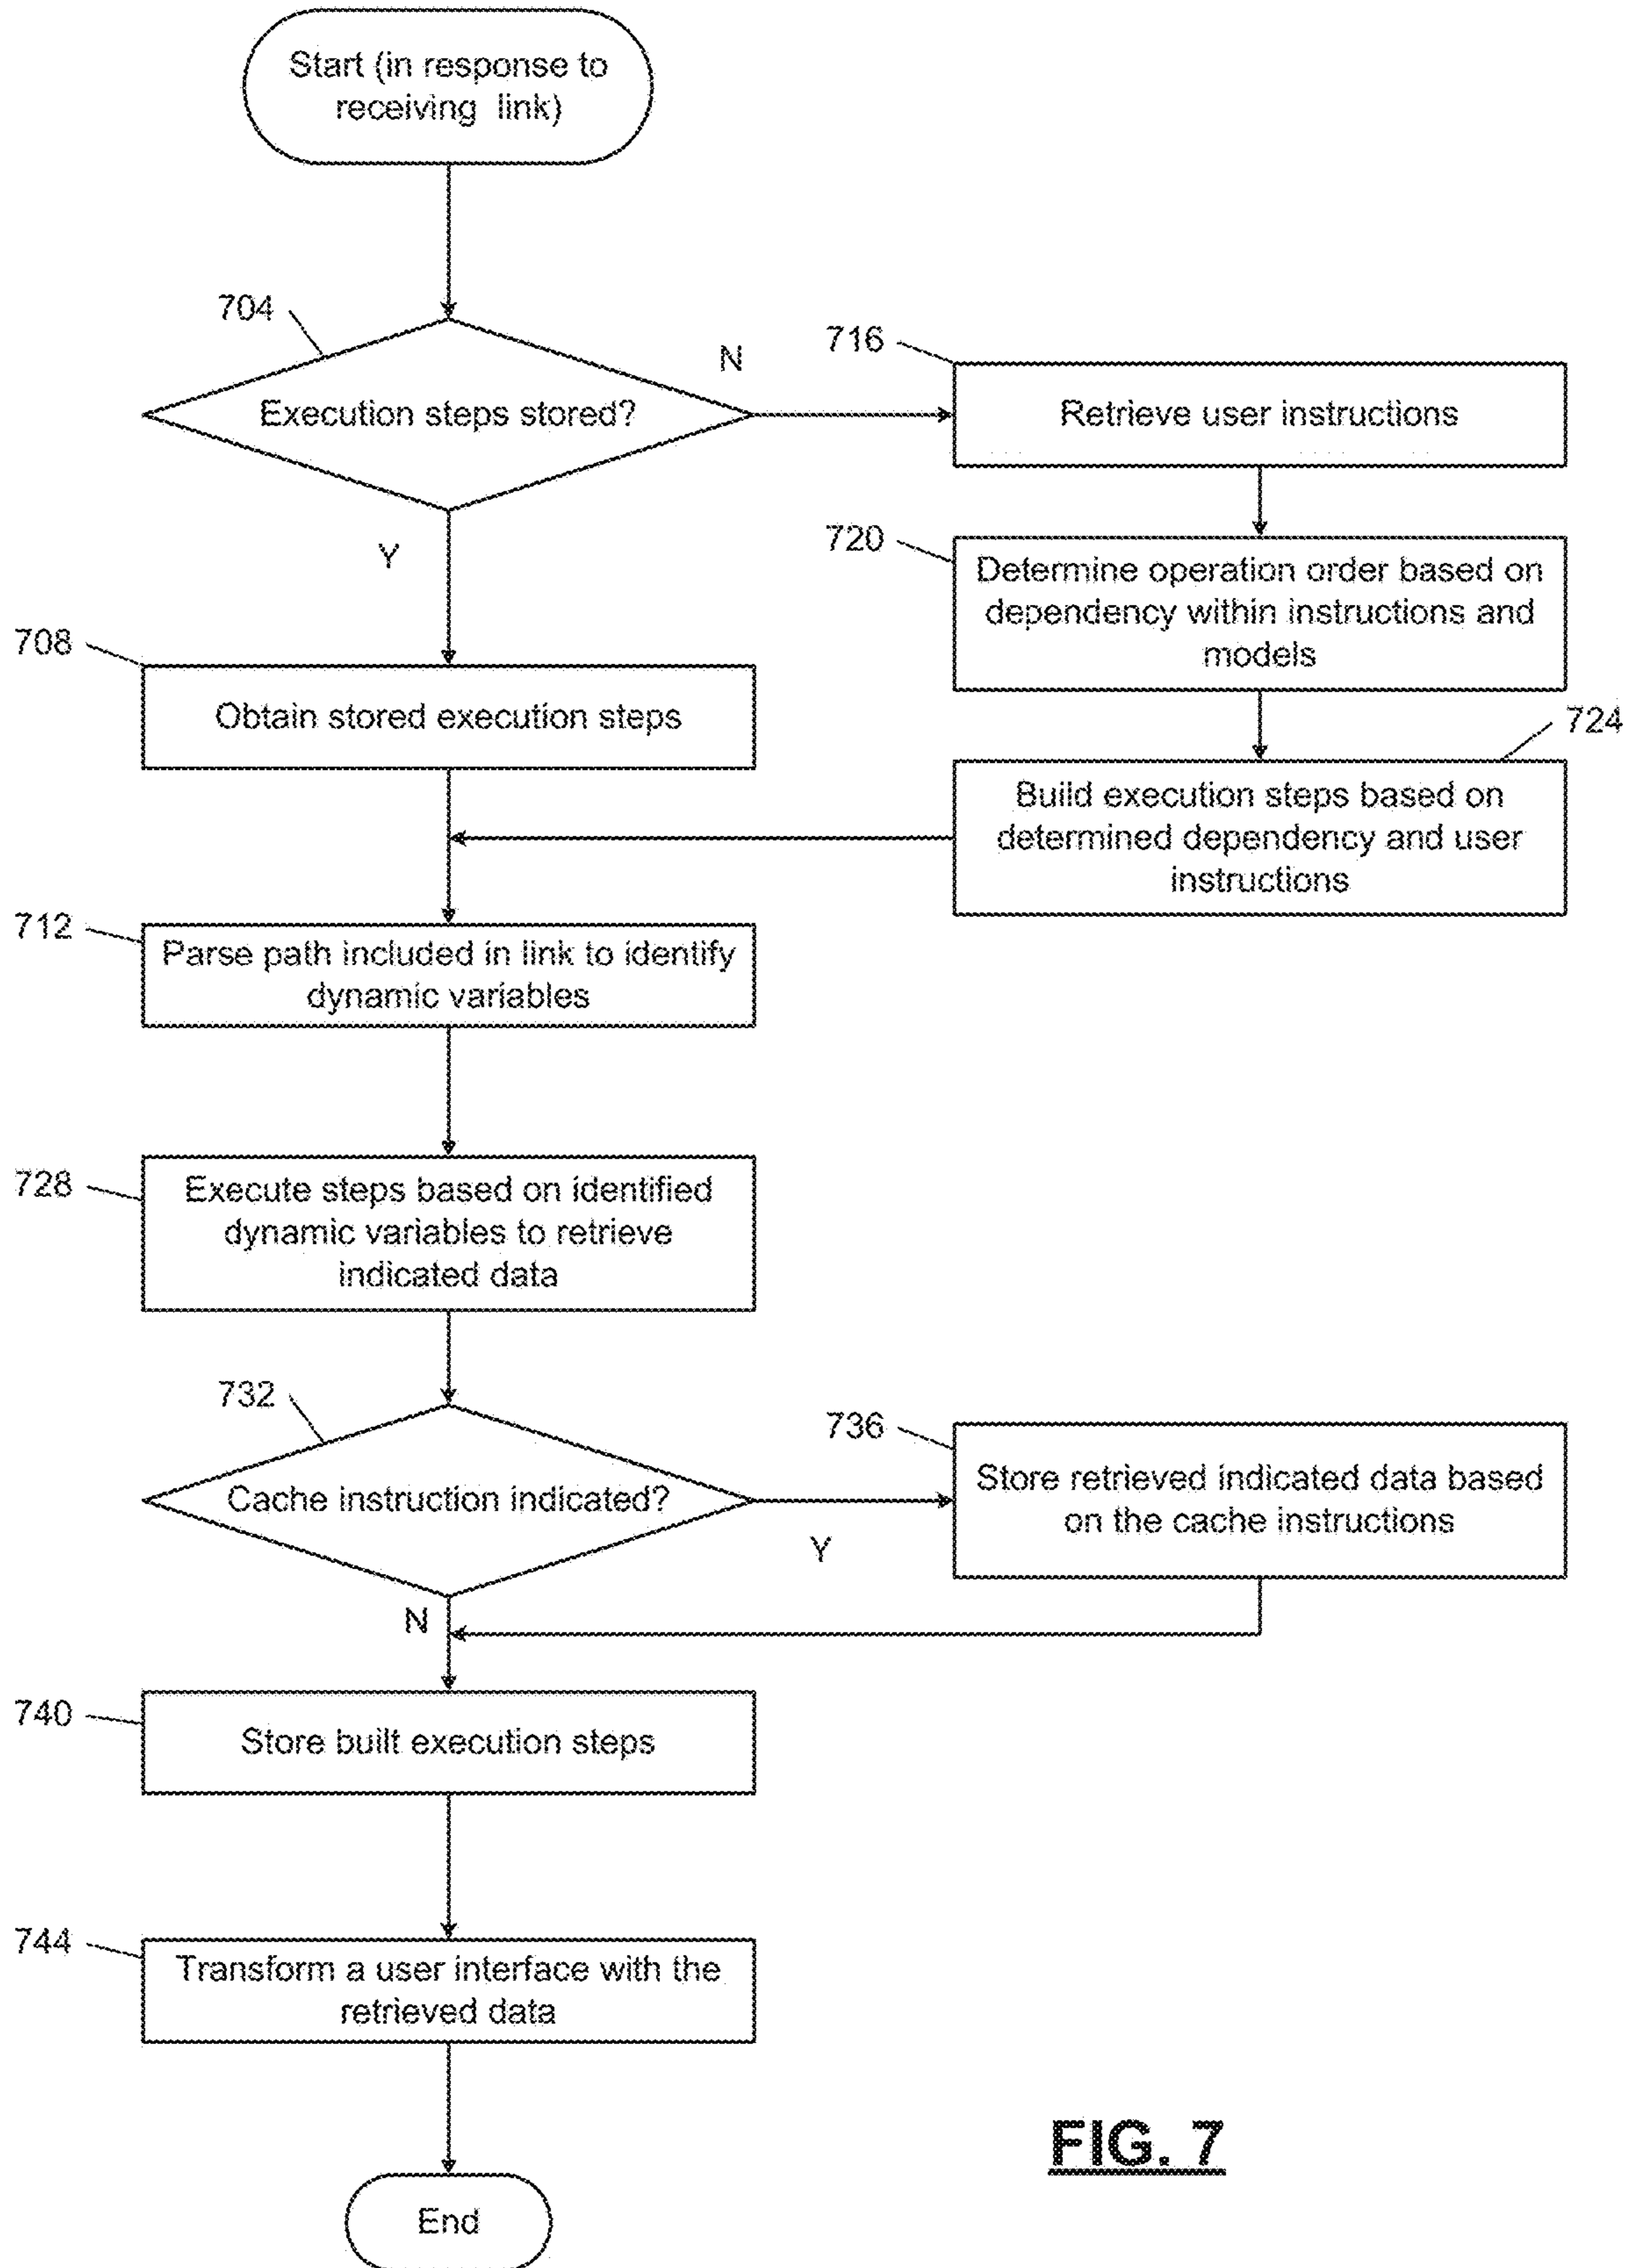 Start (in response to
receiving link)
704
Execution steps stored?
N
Y
716
Retrieve user instructions
720
Determine operation order based on
dependency within instructions and
models
724
Build execution steps based on
determined dependency and user
instructions
708
Obtain stored execution steps
712
Parse path included in link to identify
dynamic variables
728
Execute steps based on identified
dynamic variables to retrieve
indicated data
732
Cache instruction indicated?
Y
N
736
Store retrieved indicated data based
on the cache instructions
740
Store built execution steps
744
Transform a user interface with the
retrieved data
End
FIG. 7